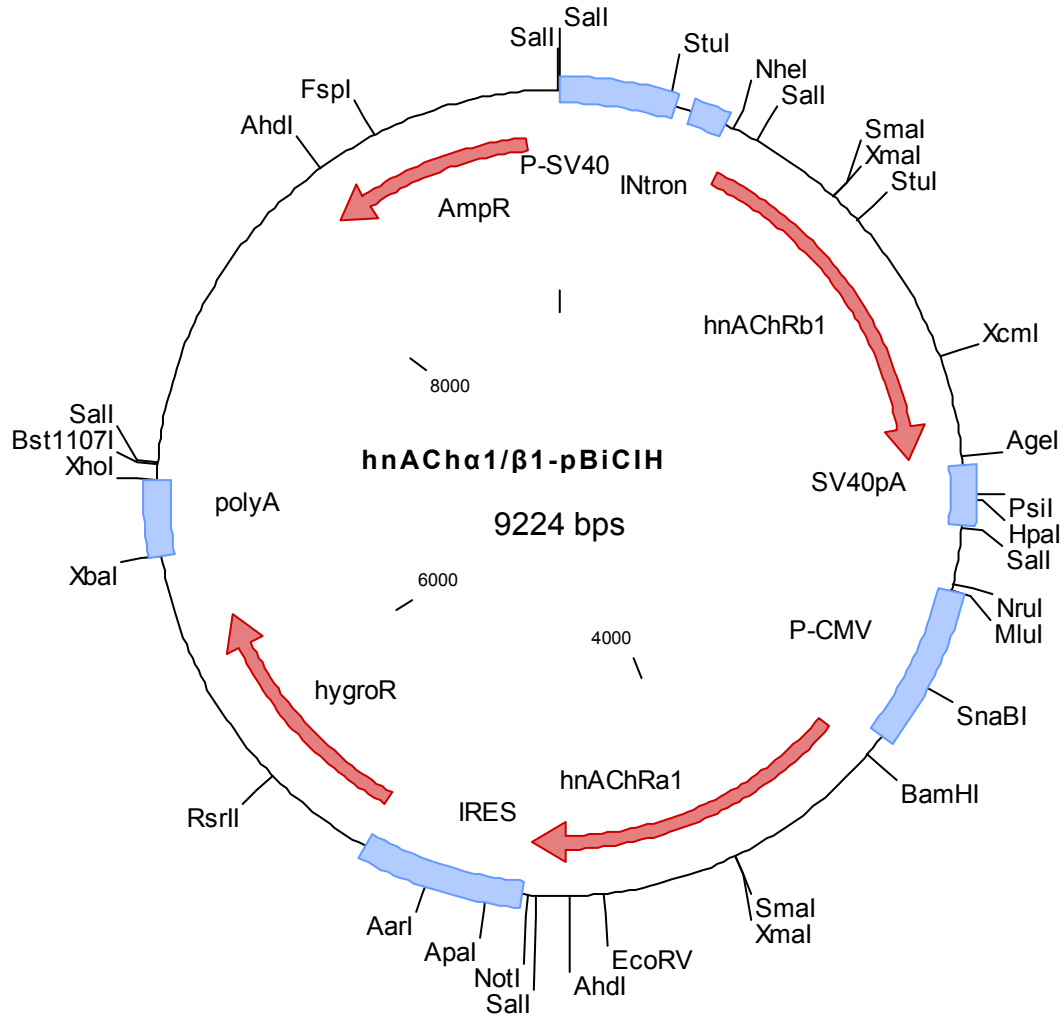 SalI
SalI
StuI
NheI
SalI
FspI
AhdI
SmaI
XmaI
StuI
P-SV40
INtron
AmpR
hnAChRb1
XcmI
8000
SalI
Bst1107I
XhoI
AgeI
hnAChα1/β1-pBiCIH
SV40pA
polyA
9224 bps
PsiI
HpaI
SalI
XbaI
6000
NruI
MluI
P-CMV
4000
hygroR
SnaBI
hnAChRa1
BamHI
IRES
RsrII
SmaI
XmaI
AarI
ApaI
NotI
SalI
AhdI
EcoRV